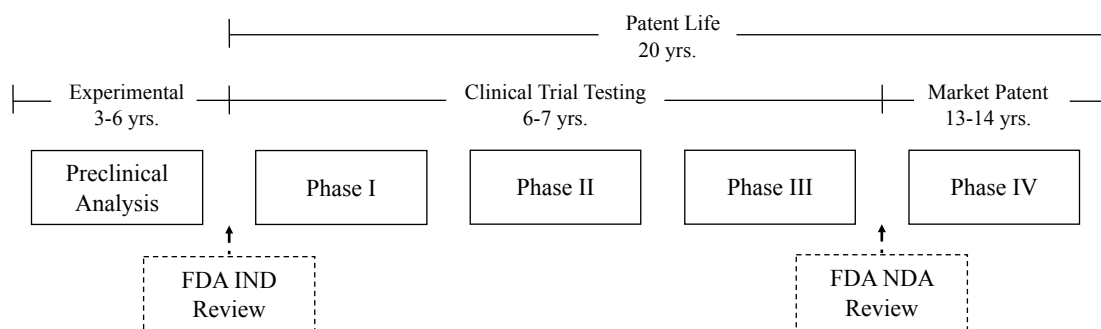 Patent Life
20 yrs.
Experimental
3-6 yrs.
Clinical Trial Testing
6-7 yrs.
Market Patent
13-14 yrs.
Preclinical
Analysis
Phase I
Phase II
Phase III
Phase IV
FDA IND
Review
FDA NDA
Review